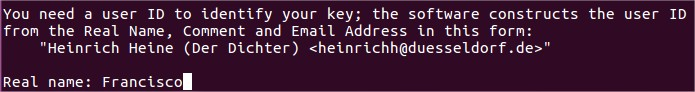 You need a user ID to identify your key; the software constructs the user ID
from the Real Name, Comment and Email Address in this form:
"Heinrich Heine (Der Dichter) <heinrichh@duesseldorf.de>"
Real name: Francisco